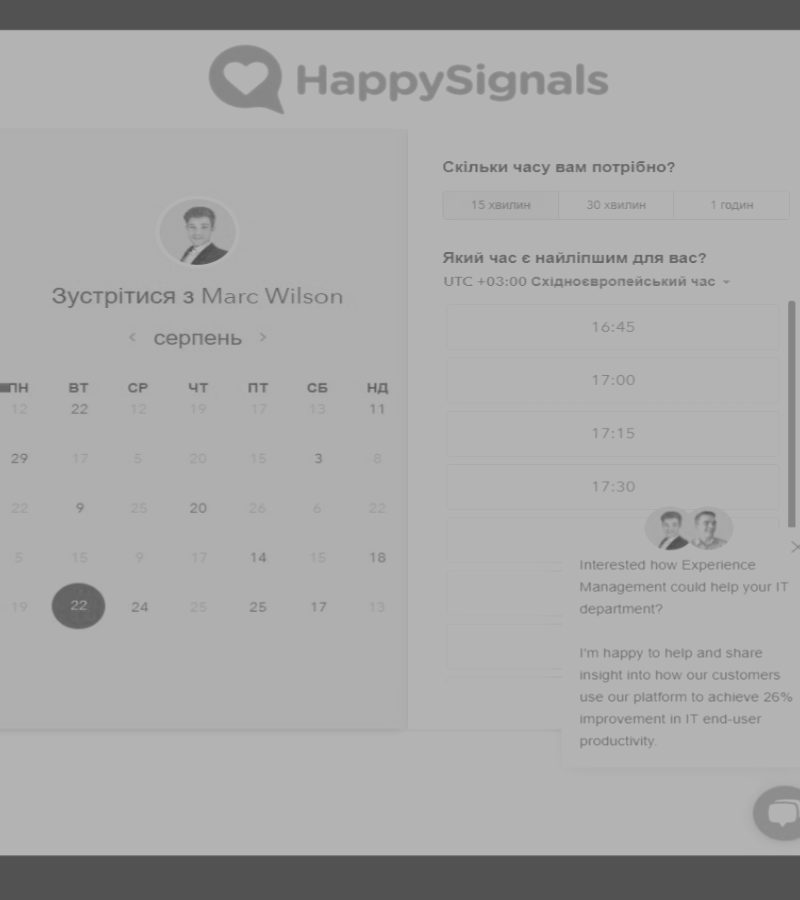 HappySignals
Зустрітися з Marc Wilson
серпень
ПН ВТ СР ЧТ ПТ СБ НД
12 22 12 19 17 13 11
29 17 5 20 15 3 8
22 9 25 20 26 6 22
5 15 9 17 14 15 18
19 22 24 25 25 17 13
Скільки часу вам потрібно?
15 хвилин 30 хвилин 1 годин
Який час є найліпшим для вас?
UTC +03:00 Східноєвропейський час
16:45
17:00
17:15
17:30
Interested how Experience
Management could help your IT
department?
I'm happy to help and share
insight into how our customers
use our platform to achieve 26%
improvement in IT end-user
productivity.